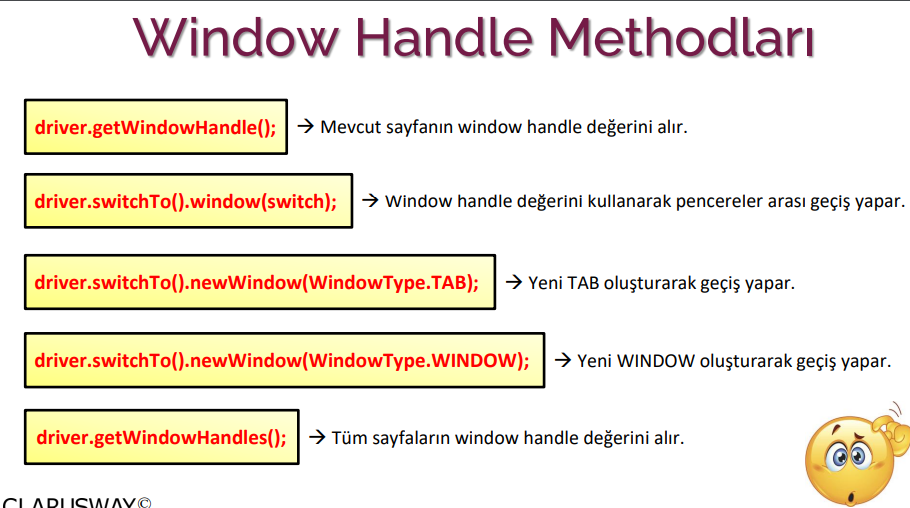 Window Handle Methodları
driver.getWindowHandle(); → Mevcut sayfanın window handle değerini alır.
driver.switchTo().window(switch); → Window handle değerini kullanarak pencereler arası geçiş yapar.
driver.switchTo().newWindow(WindowType.TAB); → Yeni TAB oluşturarak geçiş yapar.
driver.switchTo().newWindow(WindowType.WINDOW); → Yeni WINDOW oluşturarak geçiş yapar.
driver.getWindowHandles(); → Tüm sayfaların window handle değerini alır.
CLARUSWAY©